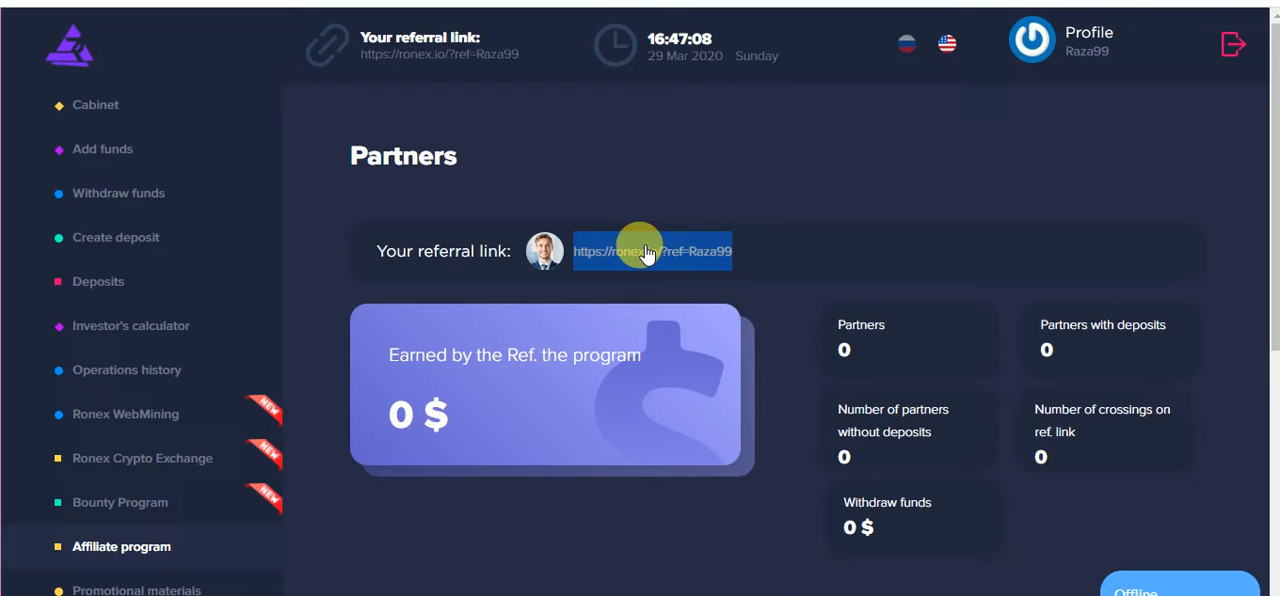 Your referral link:
https://ronex.io/?ref=Raza99
16:47:08
29 Mar 2020 Sunday
Profile
Raza99
Cabinet
Add funds
Withdraw funds
Create deposit
Deposits
Investor's calculator
Operations history
Ronex WebMining
NEW
Ronex Crypto Exchange
NEW
Bounty Program
NEW
Affiliate program
Promotional materials
Partners
Your referral link:
https://ronex.io/?ref=Raza99
Earned by the Ref. the program
0 $
Partners
0
Partners with deposits
0
Number of partners
without deposits
0
Number of crossings on
ref. link
0
Withdraw funds
0 $
Offline